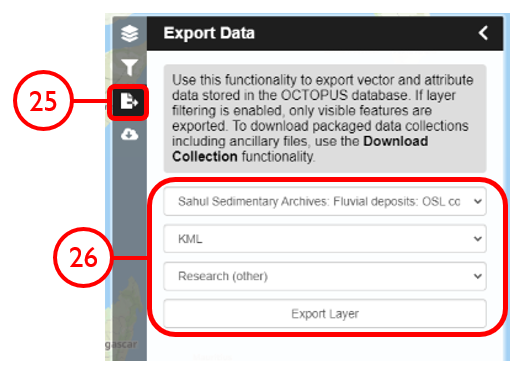 Export Data
25
Use this functionality to export vector and attribute
data stored in the OCTOPUS database. If layer
filtering is enabled, only visible features are
exported. To download packaged data collections
including ancillary files, use the Download
Collection functionality.
26
Sahul Sedimentary Archives: Fluvial deposits: OSL co
KML
Research (other)
Export Layer
gascar